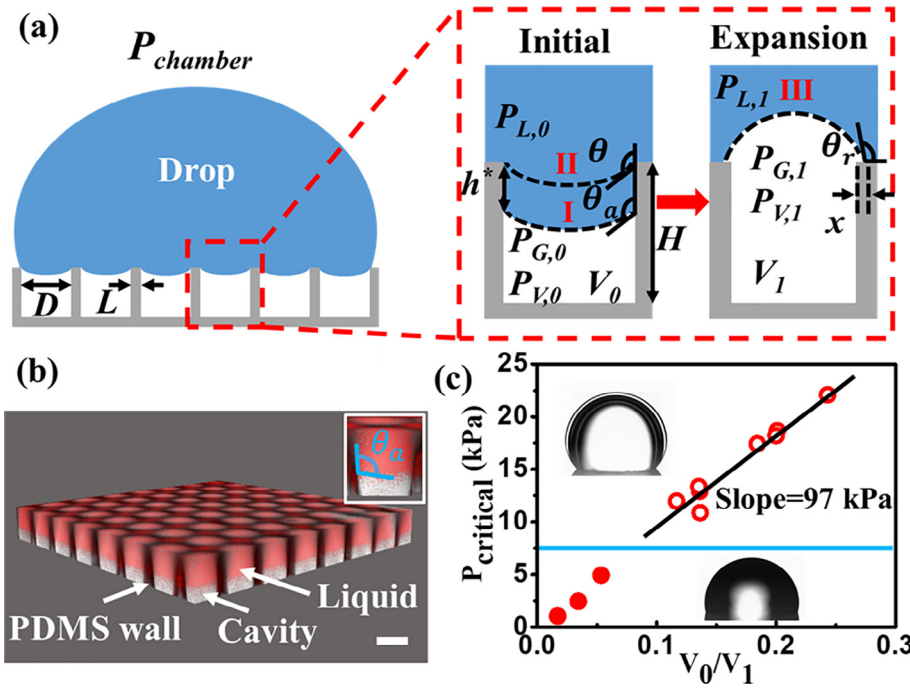 (a)
P_chamber
Drop
D
L
Initial
Expansion
P_L,0
II
θ
h*
I
θ_a
P_G,0
H
P_V,0
V_0
P_L,1
III
θ_r
P_G,1
P_V,1
x
V_1
(b)
θ_a
Liquid
PDMS wall
Cavity
(c)
P_critical (kPa)
25
20
15
10
5
0
Slope=97 kPa
0.0
0.1
0.2
0.3
V_0/V_1